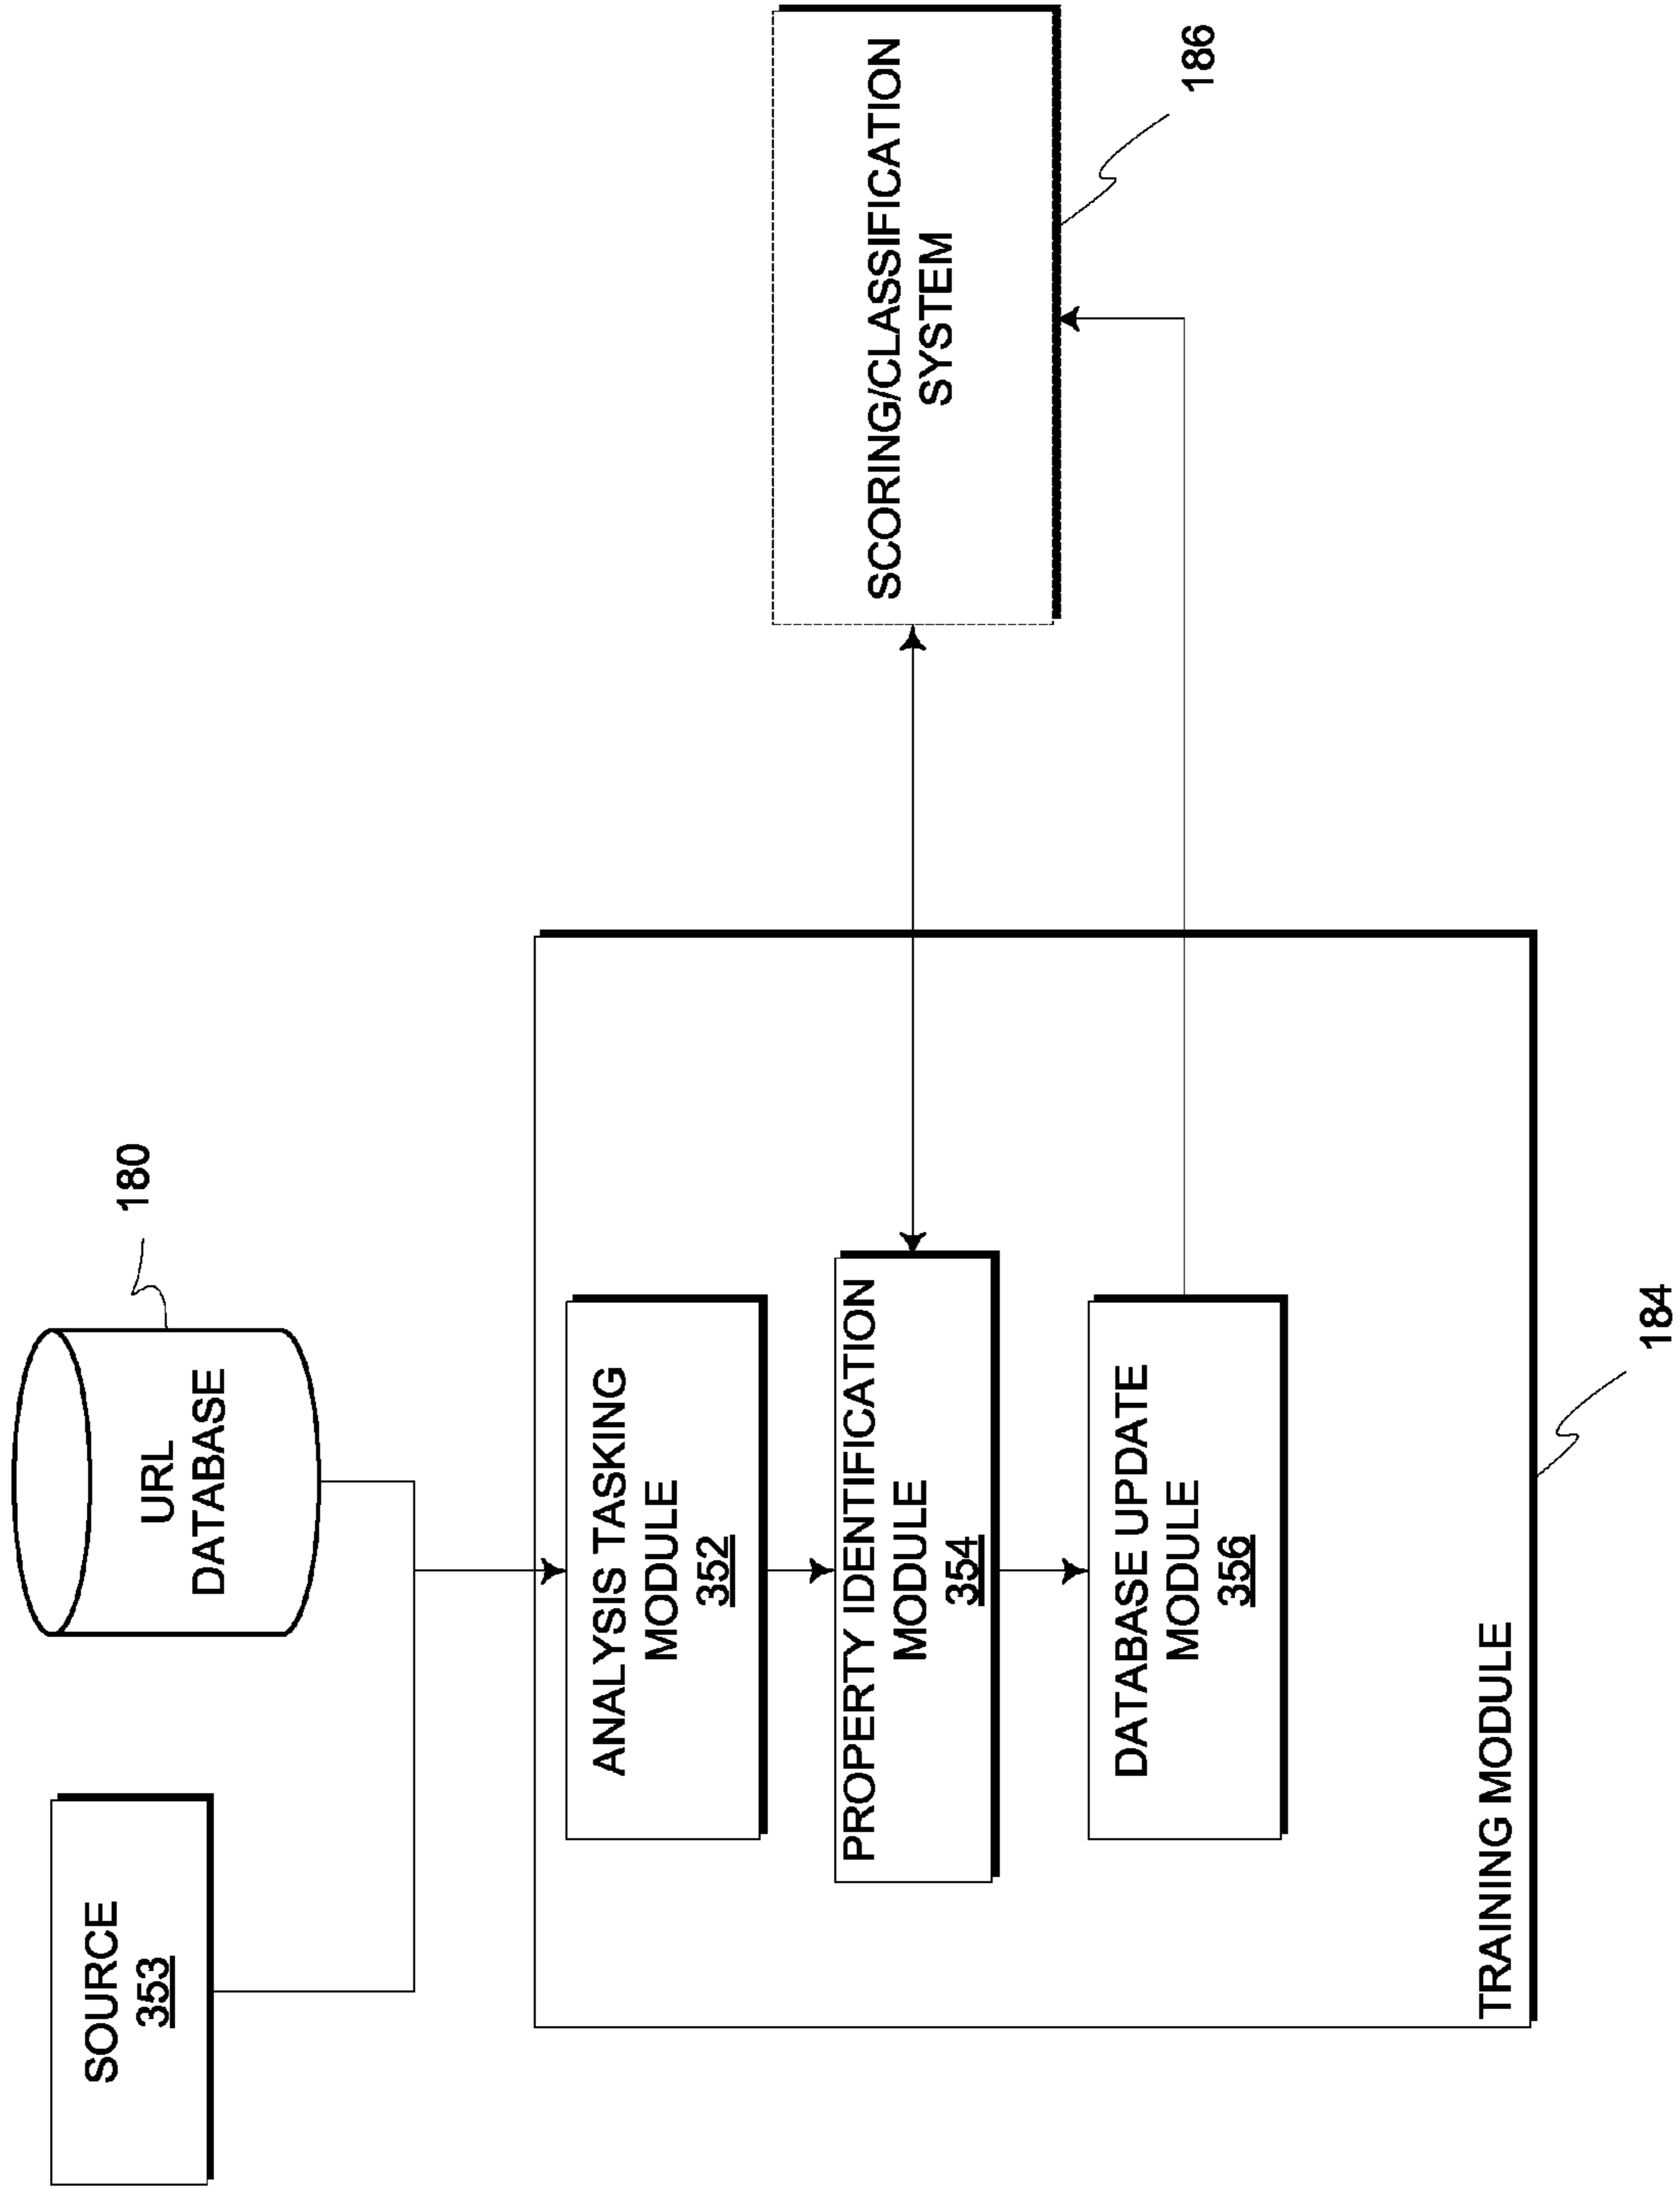 SOURCE
353
URL
DATABASE
180
ANALYSIS TASKING
MODULE
352
PROPERTY IDENTIFICATION
MODULE
354
DATABASE UPDATE
MODULE
356
TRAINING MODULE
184
SCORING/CLASSIFICATION
SYSTEM
186